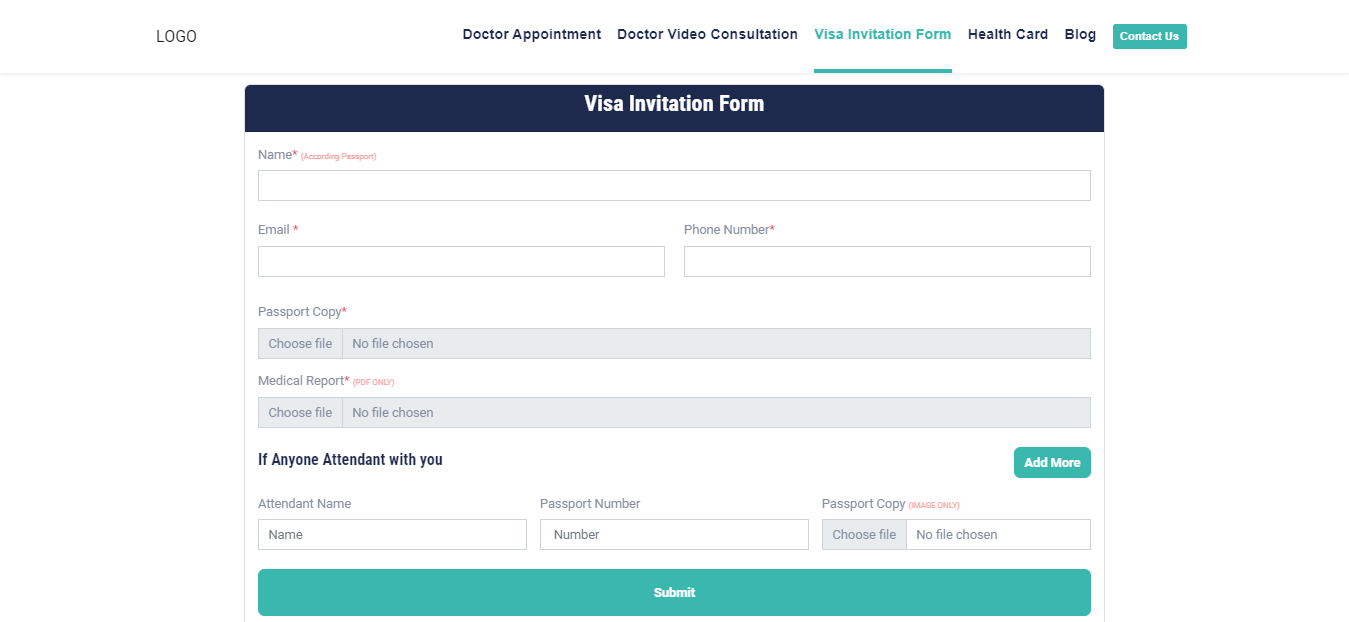 LOGO Doctor Appointment Doctor Video Consultation Visa Invitation Form Health Card Blog Contact Us
Visa Invitation Form
Name* (According Passport)
Email * Phone Number*
Passport Copy*
Choose file No file chosen
Medical Report* (PDF ONLY)
Choose file No file chosen
If Anyone Attendant with you Add More
Attendant Name Passport Number Passport Copy (IMAGE ONLY)
Name Number Choose file No file chosen
Submit